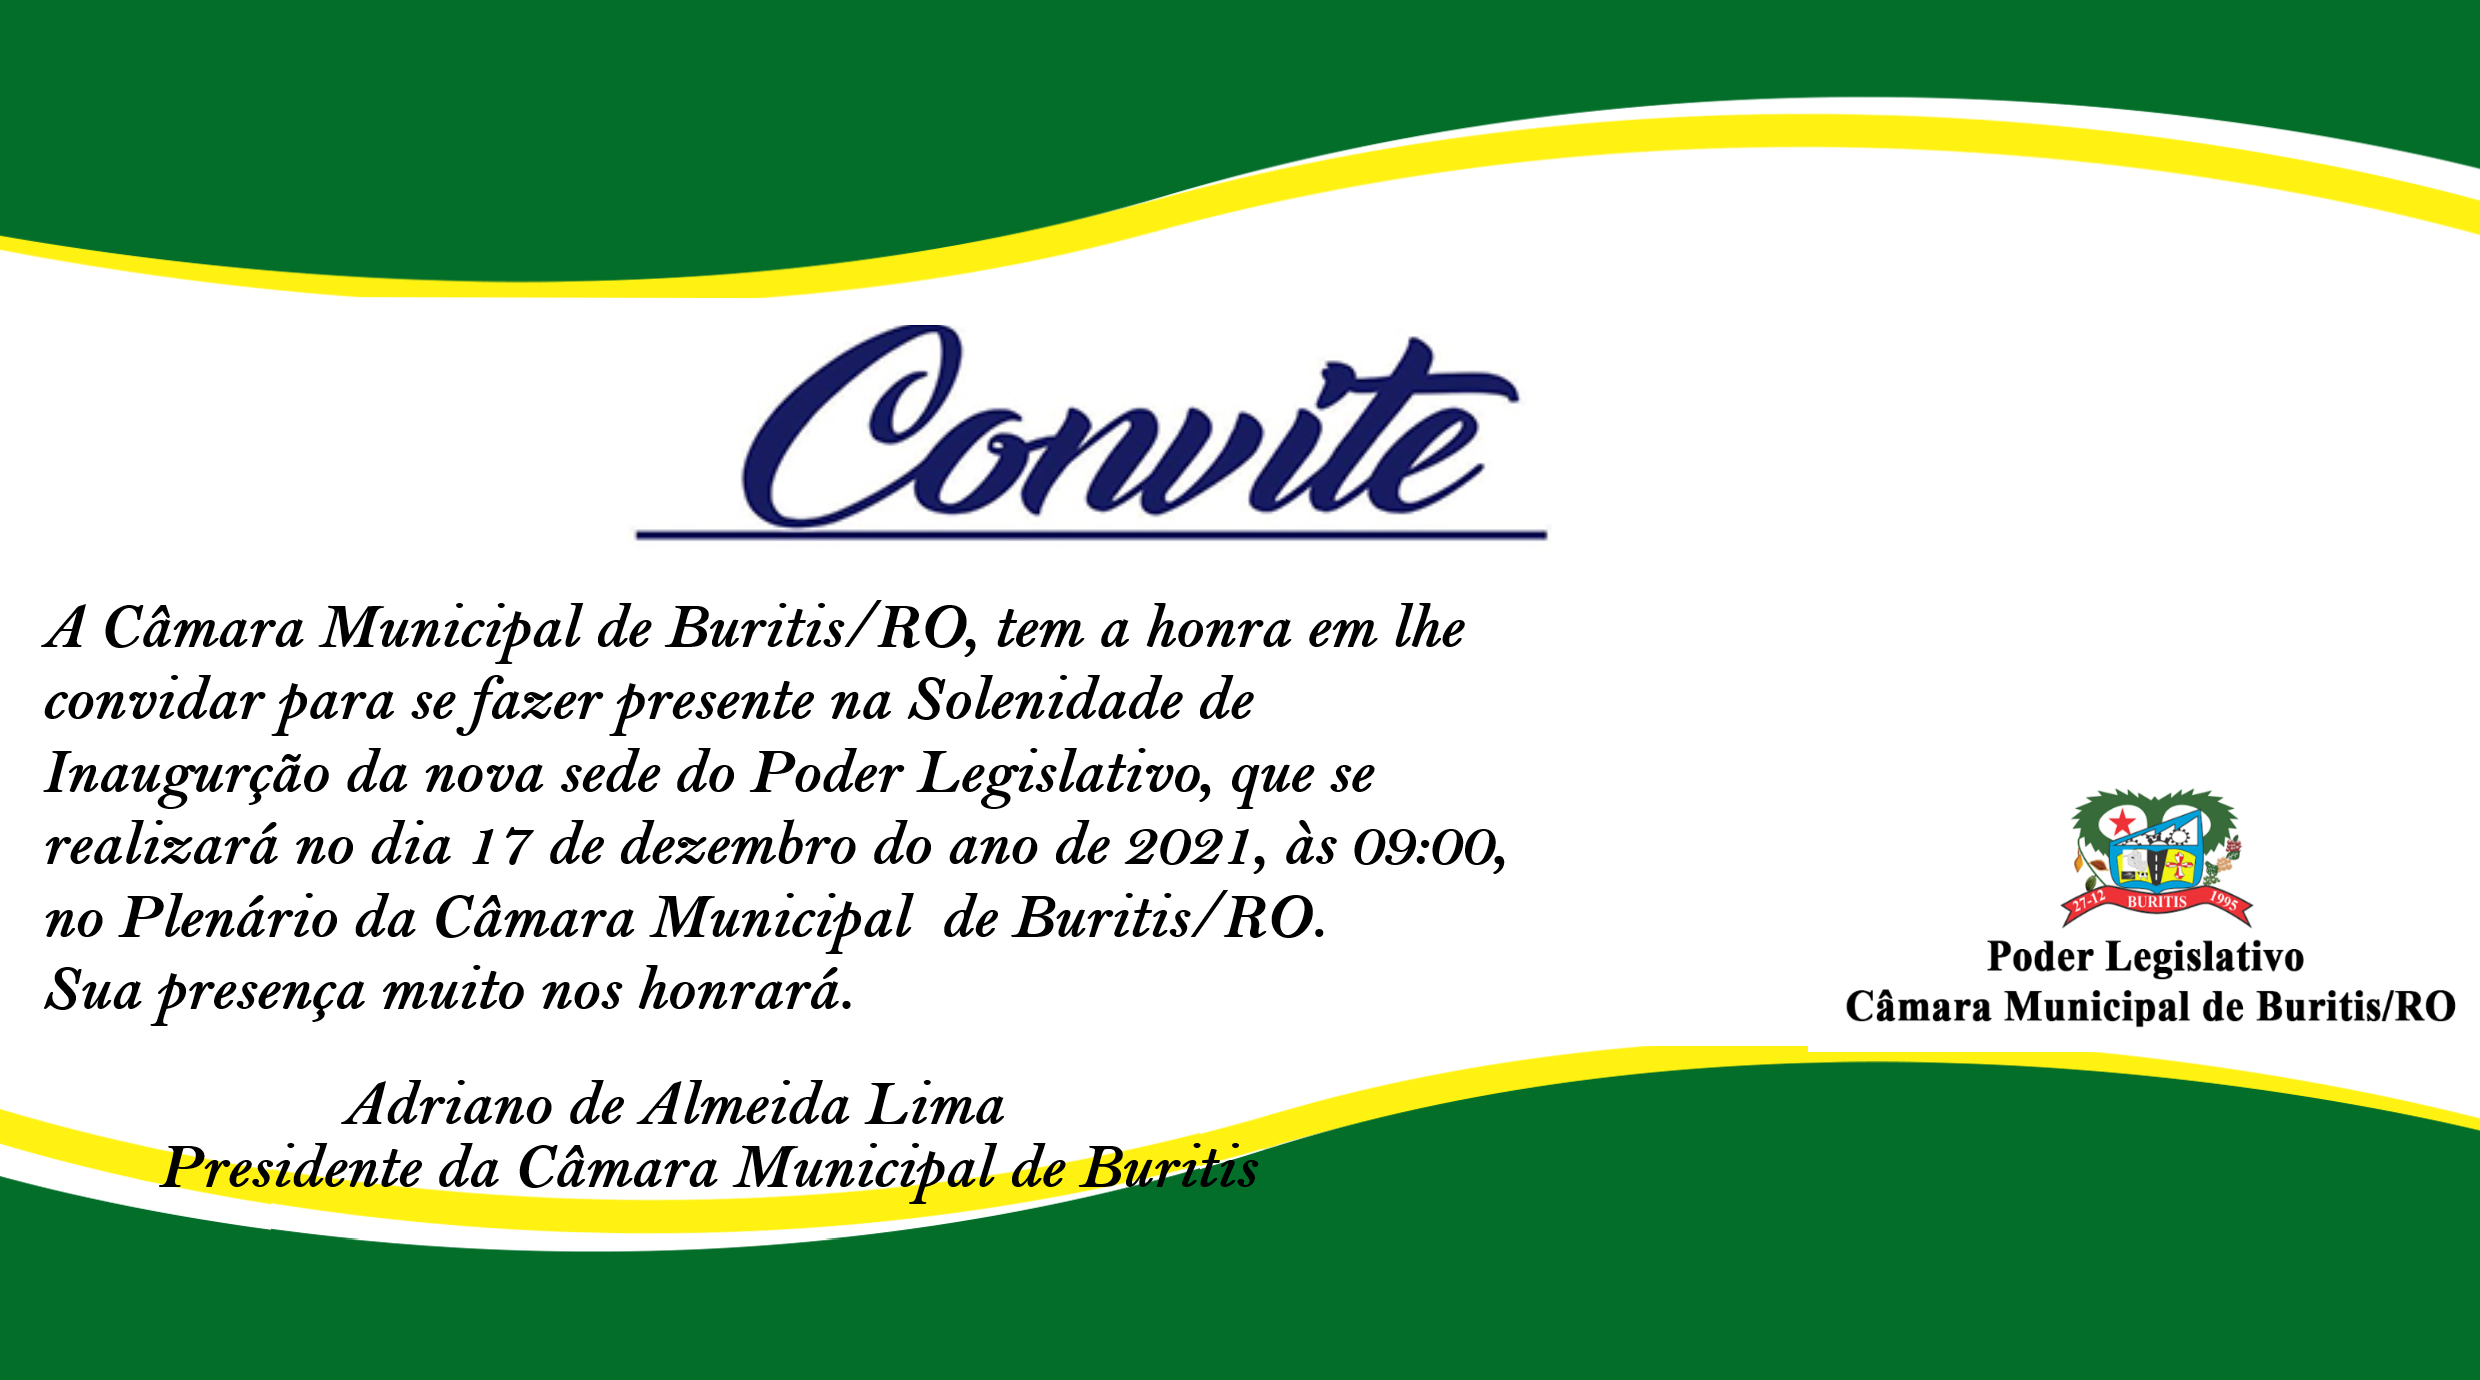 Convite
A Câmara Municipal de Buritis/RO, tem a honra em lhe
convidar para se fazer presente na Solenidade de
Inaugurção da nova sede do Poder Legislativo, que se
realizará no dia 17 de dezembro do ano de 2021, às 09:00,
no Plenário da Câmara Municipal  de Buritis/RO.
Sua presença muito nos honrará.
Adriano de Almeida Lima
Presidente da Câmara Municipal de Buritis
27-12 BURITIS 1995
Poder Legislativo
Câmara Municipal de Buritis/RO